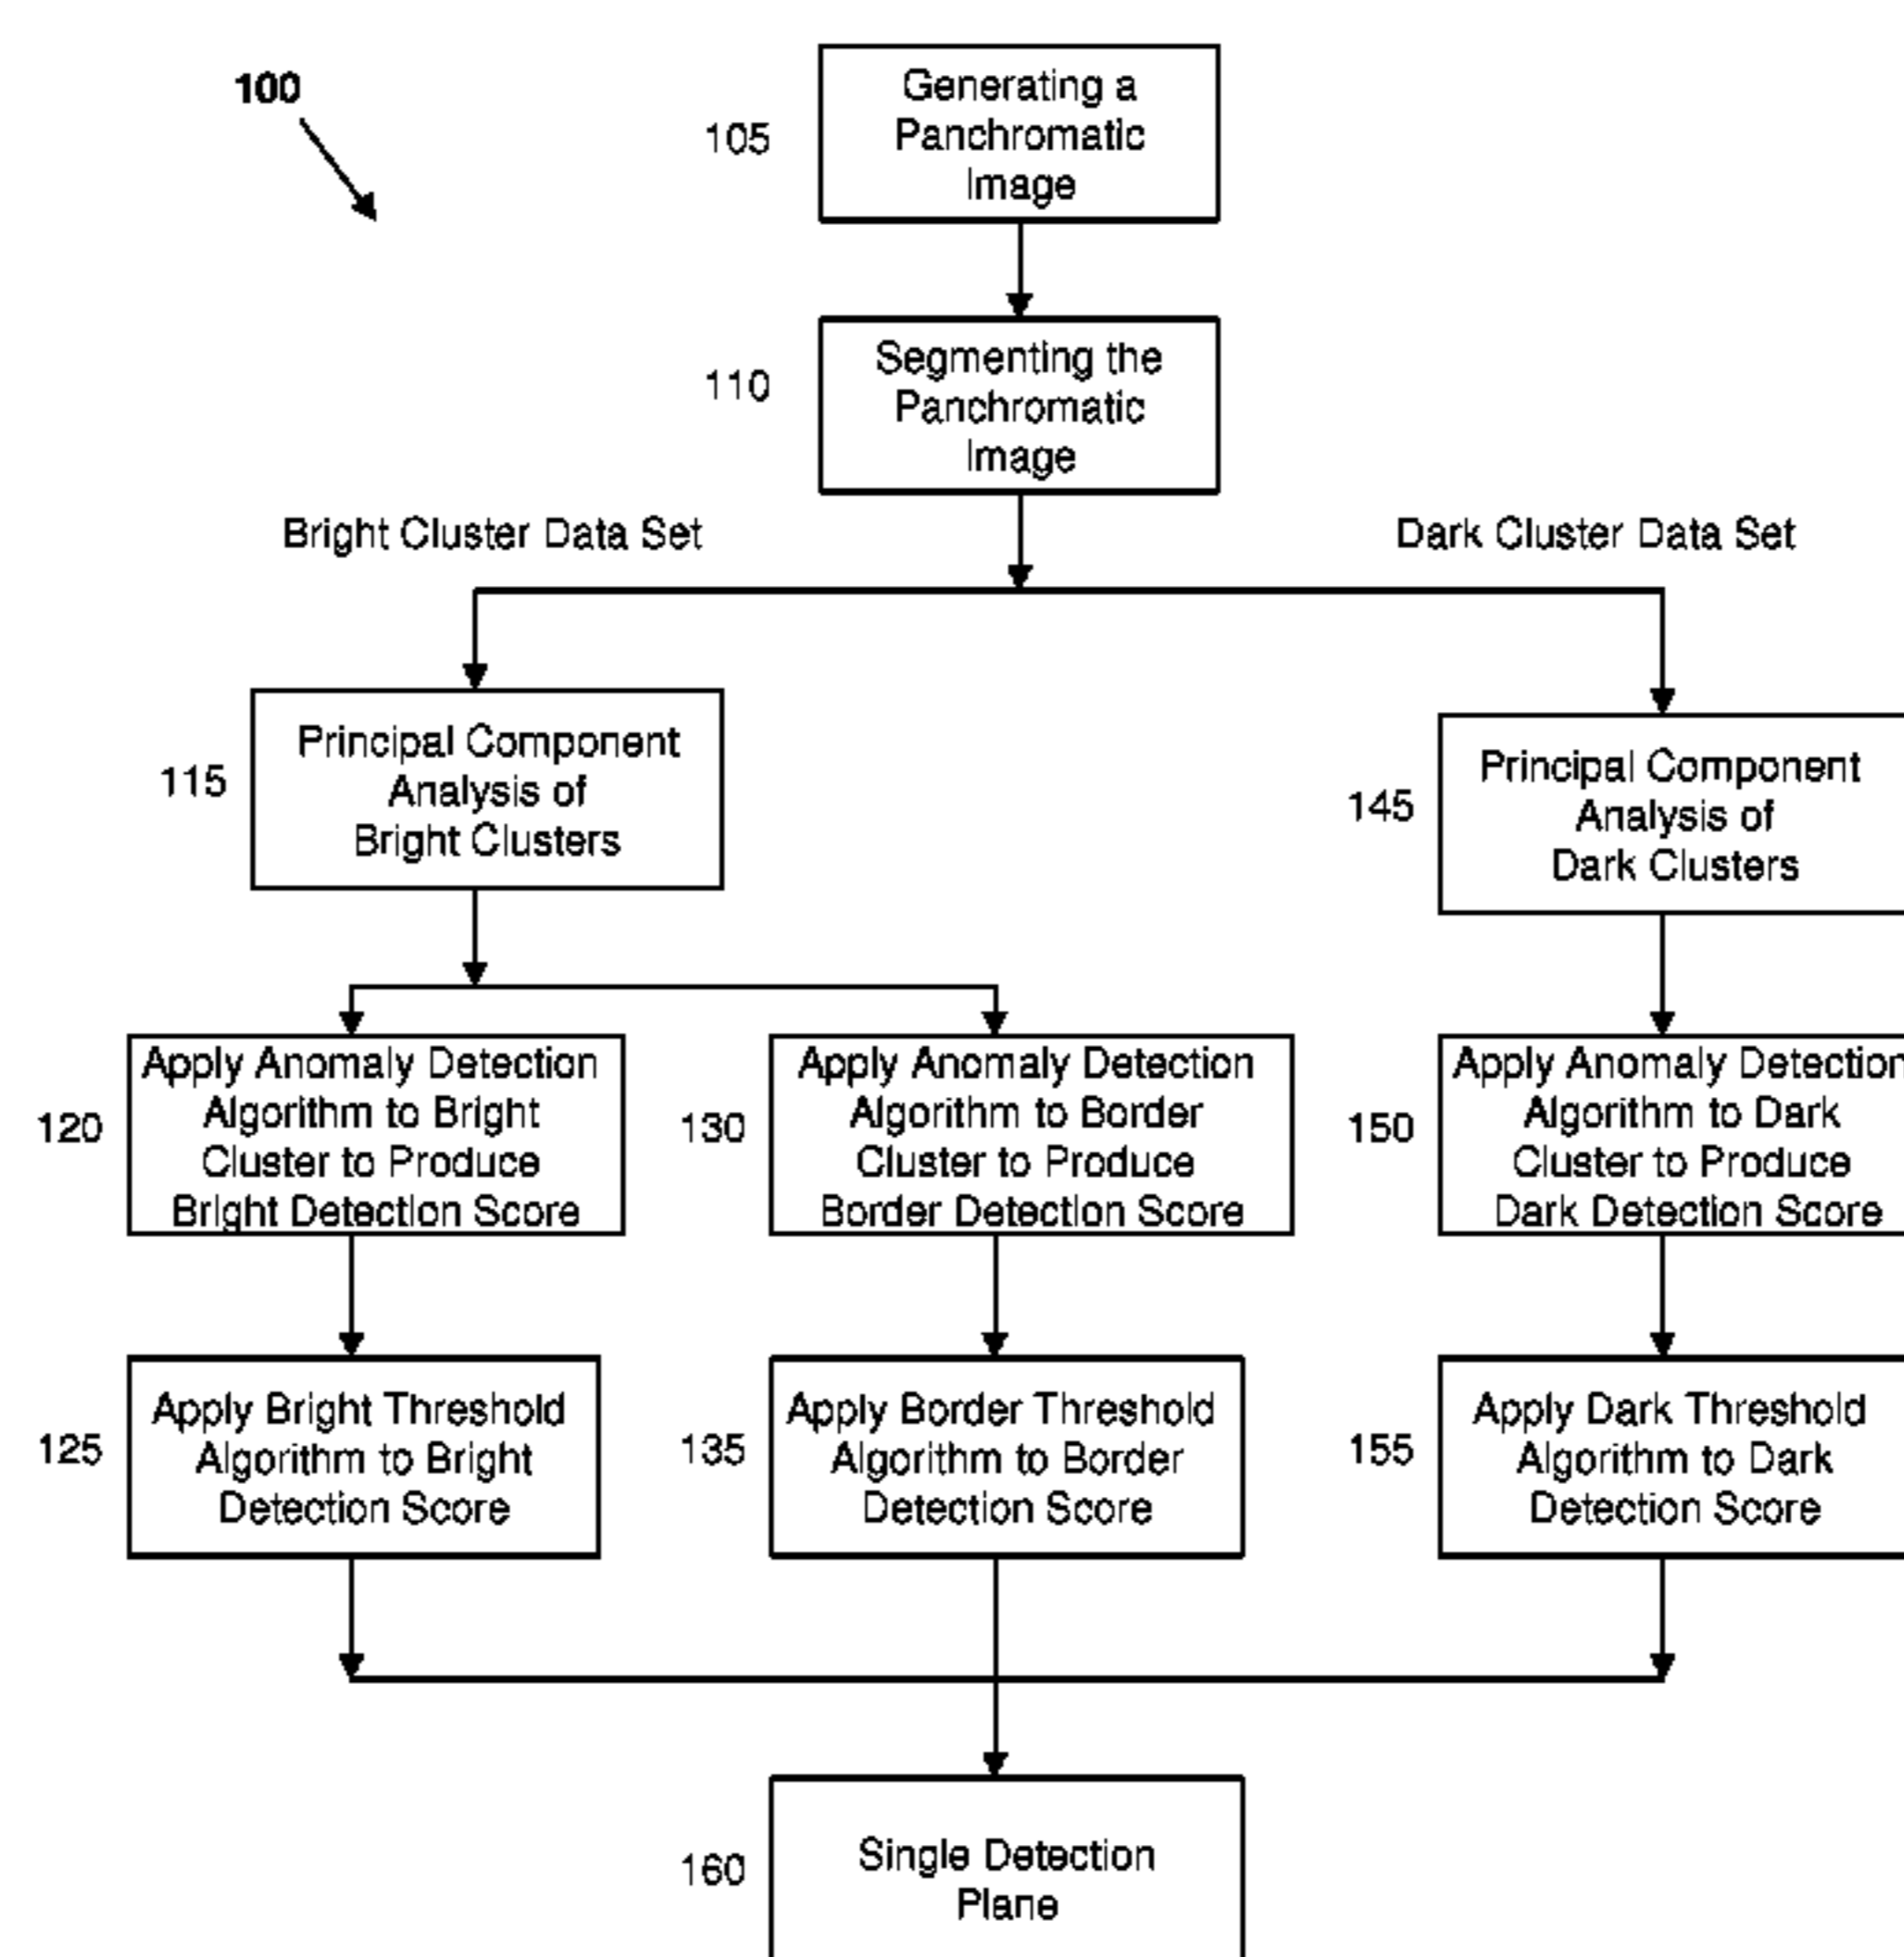 100
105
Generating a
Panchromatic
Image
110
Segmenting the
Panchromatic
Image
Bright Cluster Data Set
Dark Cluster Data Set
115
Principal Component
Analysis of
Bright Clusters
145
Principal Component
Analysis of
Dark Clusters
120
Apply Anomaly Detection
Algorithm to Bright
Cluster to Produce
Bright Detection Score
130
Apply Anomaly Detection
Algorithm to Border
Cluster to Produce
Border Detection Score
150
Apply Anomaly Detection
Algorithm to Dark
Cluster to Produce
Dark Detection Score
125
Apply Bright Threshold
Algorithm to Bright
Detection Score
135
Apply Border Threshold
Algorithm to Border
Detection Score
155
Apply Dark Threshold
Algorithm to Dark
Detection Score
160
Single Detection
Plane